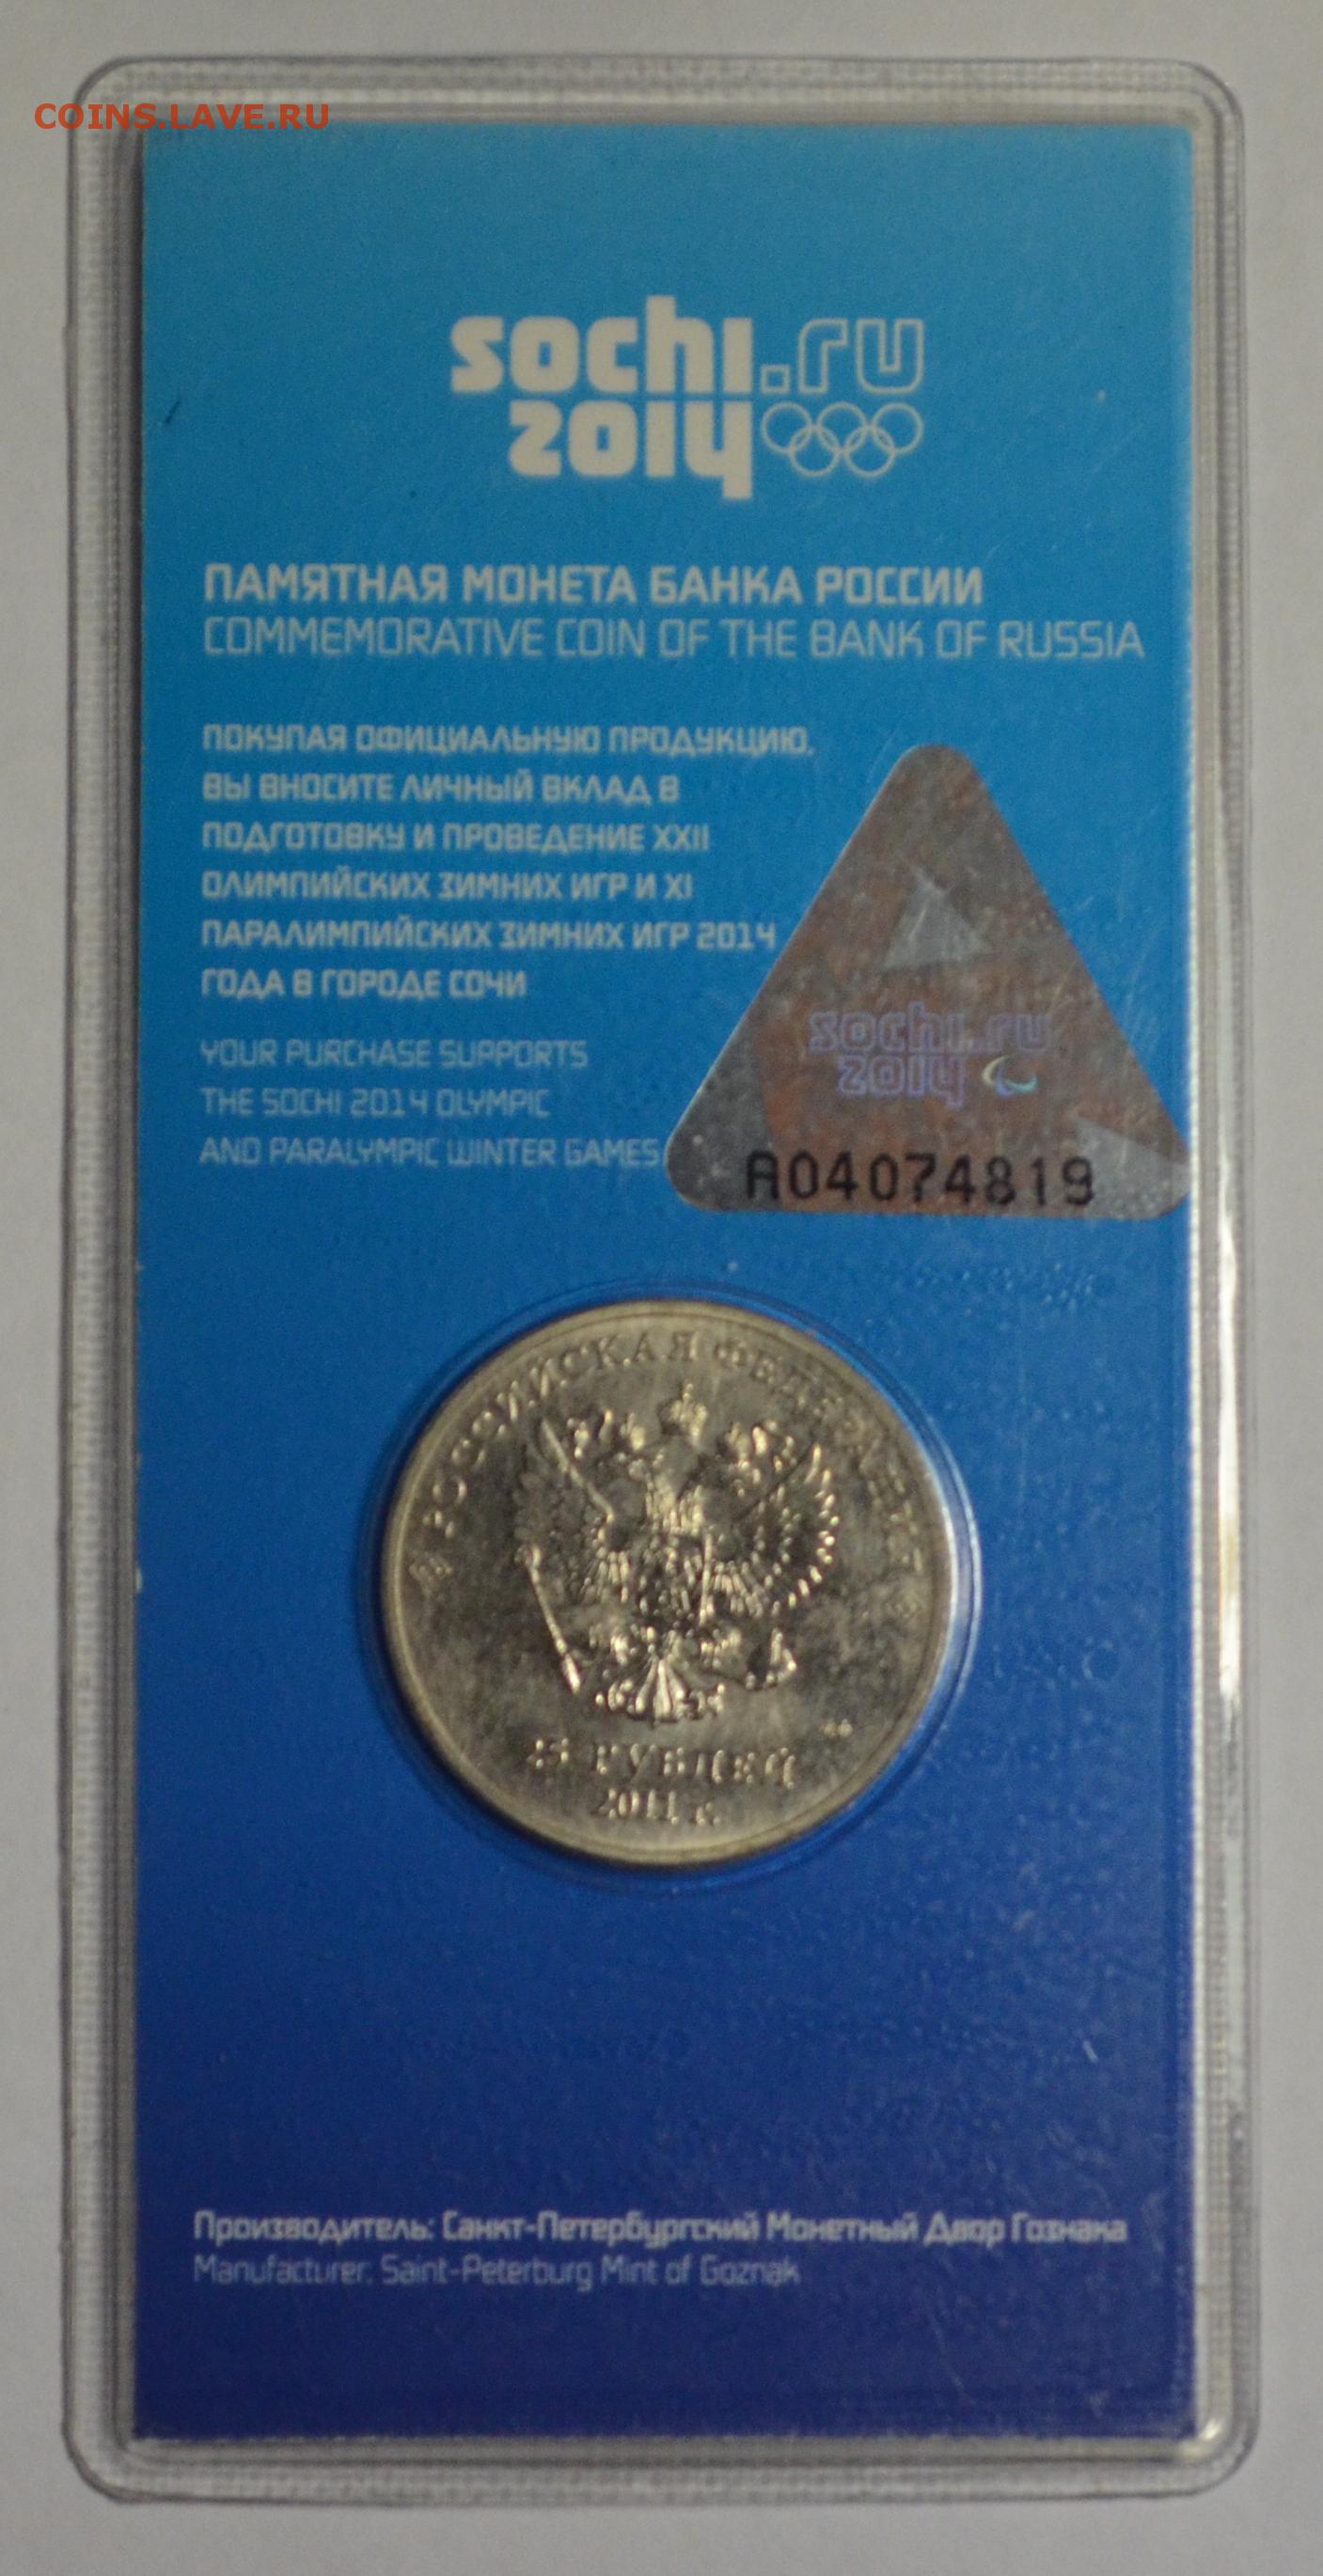 COINS.LAVE.RU
sochi.ru
2014
ПАМЯТНАЯ МОНЕТА БАНКА РОССИИ
COMMEMORATIVE COIN OF THE BANK OF RUSSIA
ПОКУПАЯ ОФИЦИАЛЬНУЮ ПРОДУКЦИЮ,
ВЫ ВНОСИТЕ ЛИЧНЫЙ ВКЛАД В
ПОДГОТОВКУ И ПРОВЕДЕНИЕ XXII
ОЛИМПИЙСКИХ ЗИМНИХ ИГР И XI
ПАРАЛИМПИЙСКИХ ЗИМНИХ ИГР 2014
ГОДА В ГОРОДЕ СОЧИ
YOUR PURCHASE SUPPORTS
THE SOCHI 2014 OLYMPIC
AND PARALYMPIC WINTER GAMES
sochi.ru
2014
A04074819
РОССИЙСКАЯ ФЕДЕРАЦИЯ
25 РУБЛЕЙ
2011 г.
Производитель: Санкт-Петербургский Монетный Двор Гознака
Manufacturer: Saint-Peterburg Mint of Goznak